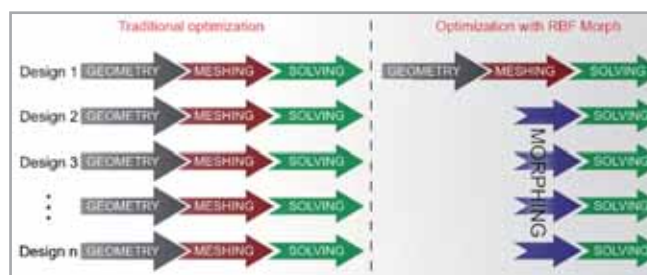 Traditional optimization Optimization with RBF Morph
Design 1 GEOMETRY MESHING SOLVING GEOMETRY MESHING SOLVING
Design 2 GEOMETRY MESHING SOLVING SOLVING
Design 3 GEOMETRY MESHING SOLVING SOLVING
GEOMETRY MESHING SOLVING SOLVING
Design n GEOMETRY MESHING SOLVING SOLVING
MORPHING